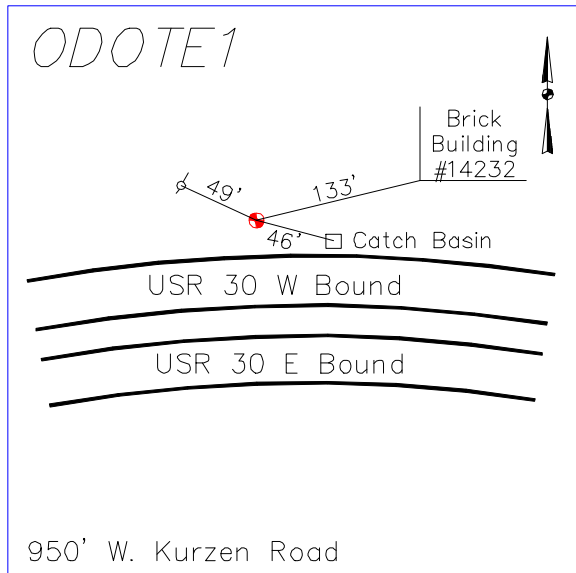 ODOTE1
Brick
Building
#14232
49'
133'
46'
Catch Basin
USR 30 W Bound
USR 30 E Bound
950' W. Kurzen Road